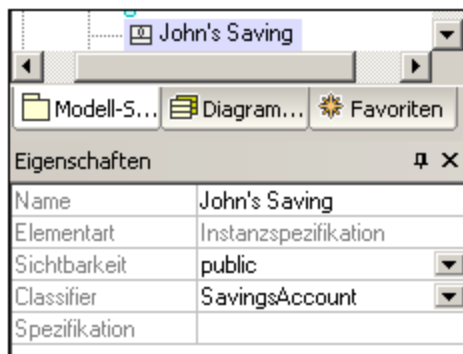 John's Saving
Modell-S... Diagram... Favoriten
Eigenschaften
Name John's Saving
Elementart Instanzspezifikation
Sichtbarkeit public
Classifier SavingsAccount
Spezifikation